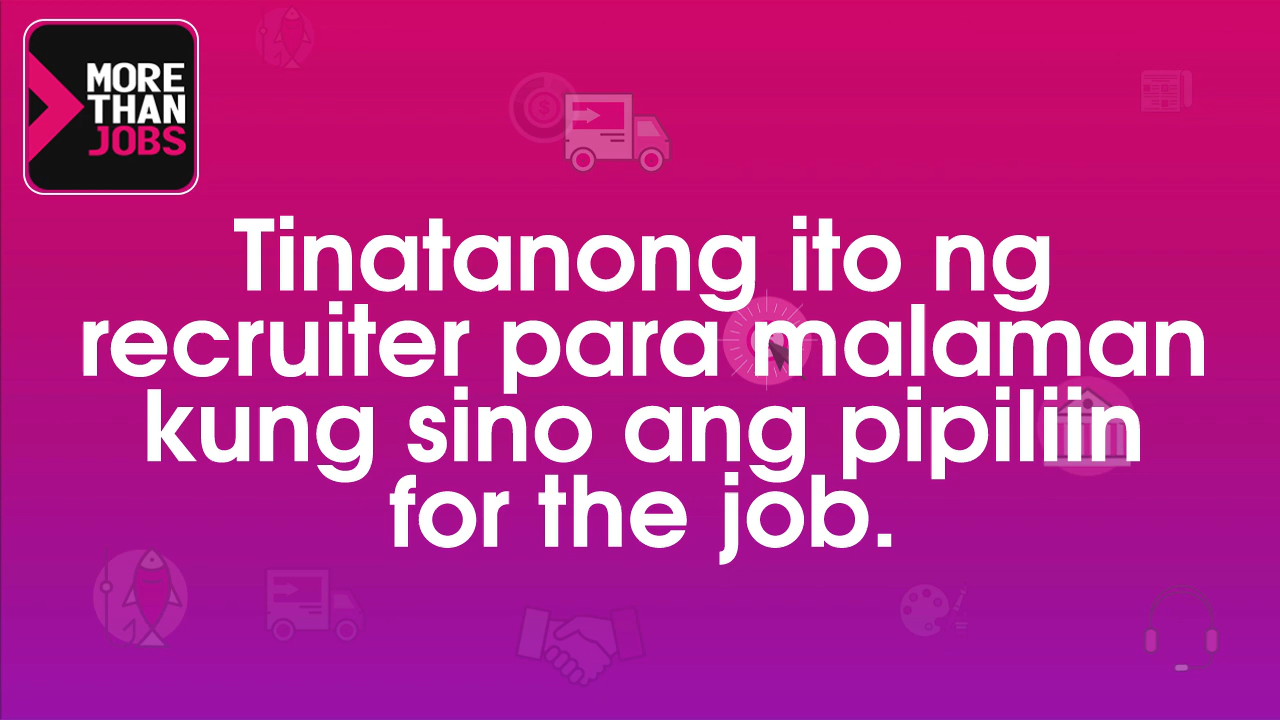 MORE
THAN
JOBS
Tinatanong ito ng
recruiter para malaman
kung sino ang pipiliin
for the job.